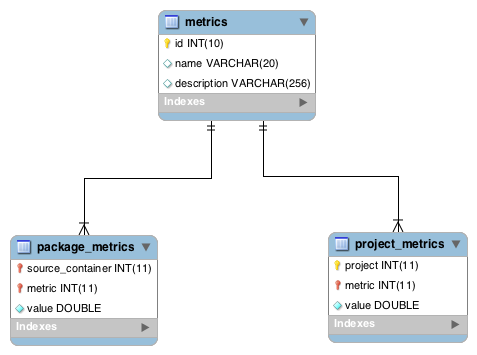 metrics
id INT(10)
name VARCHAR(20)
description VARCHAR(256)
Indexes
package_metrics
source_container INT(11)
metric INT(11)
value DOUBLE
Indexes
project_metrics
project INT(11)
metric INT(11)
value DOUBLE
Indexes